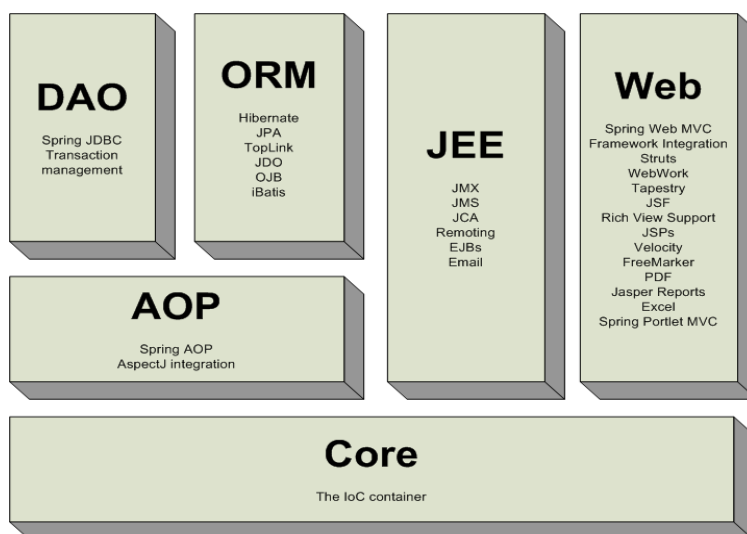 DAO
Spring JDBC
Transaction
management
ORM
Hibernate
JPA
TopLink
JDO
OJB
iBatis
JEE
JMX
JMS
JCA
Remoting
EJBs
Email
Web
Spring Web MVC
Framework Integration
Struts
WebWork
Tapestry
JSF
Rich View Support
JSPs
Velocity
FreeMarker
PDF
Jasper Reports
Excel
Spring Portlet MVC
AOP
Spring AOP
AspectJ integration
Core
The IoC container